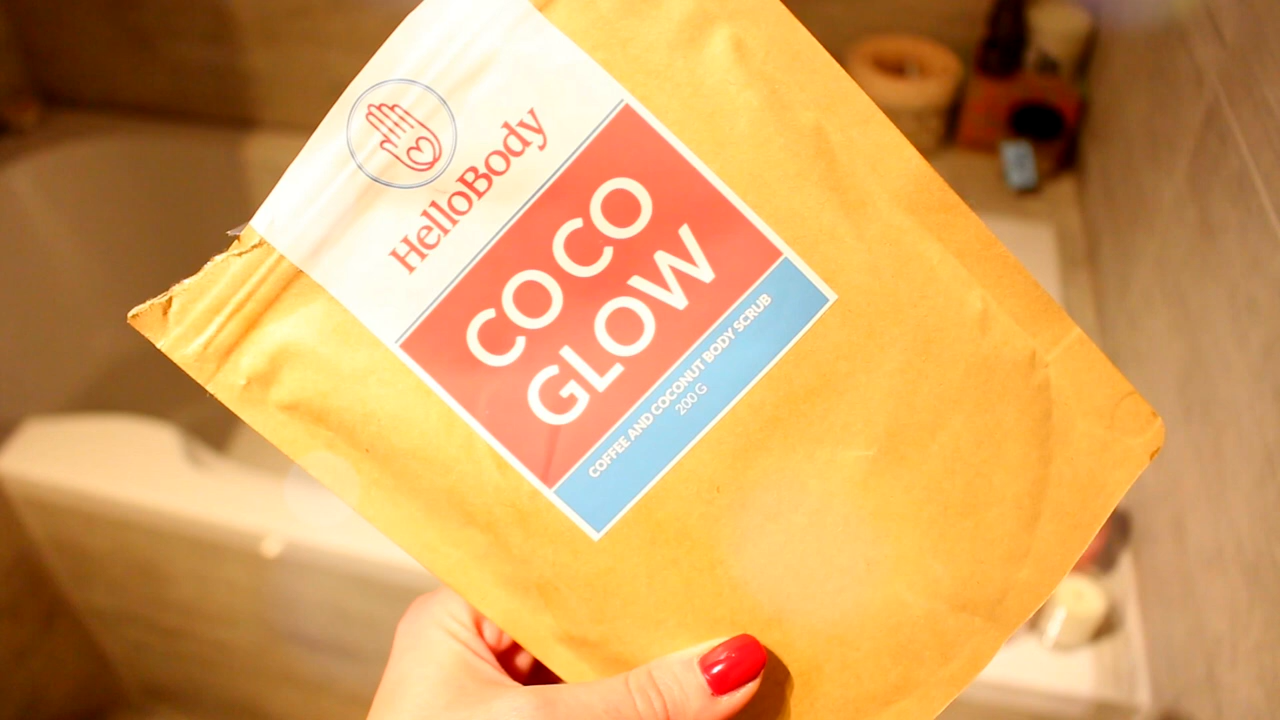 HelloBody
COCO
GLOW
COFFEE AND COCONUT BODY SCRUB
200 G